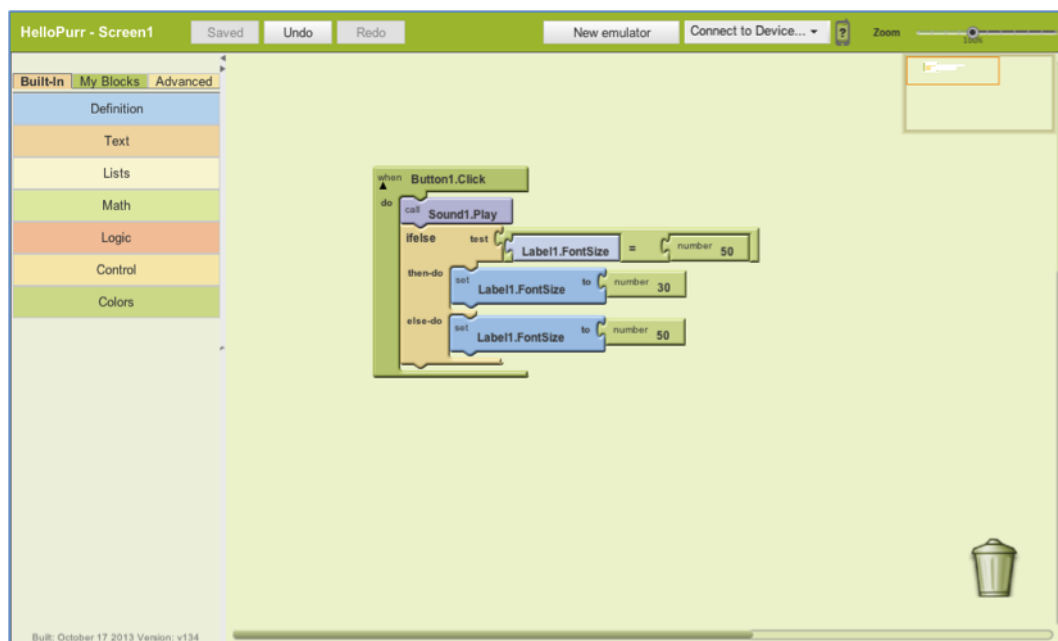 HelloPurr - Screen1 Saved Undo Redo New emulator Connect to Device... ? Zoom
100%
Built-In My Blocks Advanced
Definition
Text
Lists
Math
Logic
Control
Colors
when Button1.Click
do call Sound1.Play
ifelse test Label1.FontSize = number 50
then-do set Label1.FontSize to number 30
else-do set Label1.FontSize to number 50
Built: October 17 2013 Version: v134